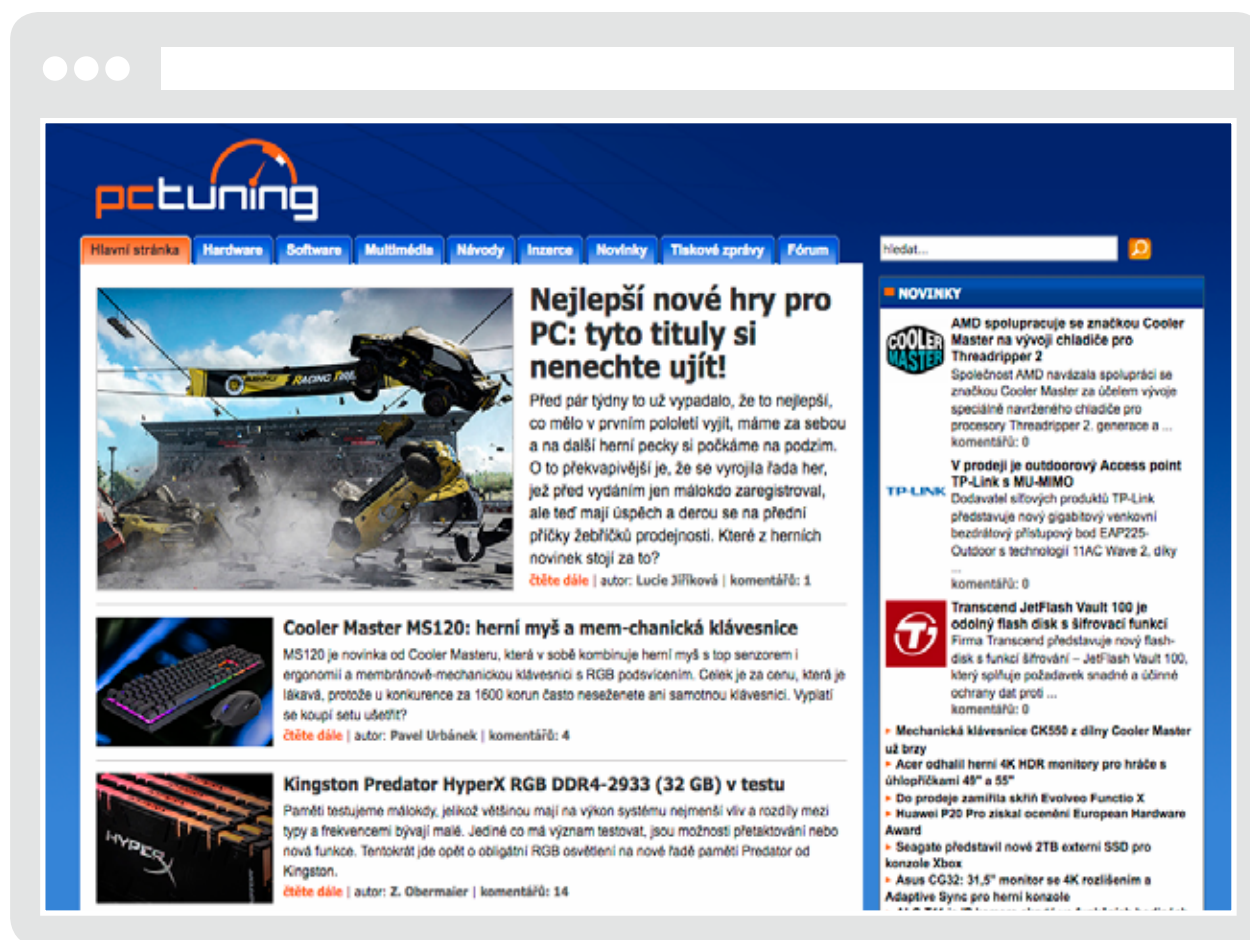 pctuning
Hlavní stránka
Hardware
Software
Multimédia
Návody
Inzerce
Novinky
Tiskové zprávy
Fórum
hledat...
RACING TIRES
Nejlepší nové hry pro
PC: tyto tituly si
nenechte ujít!
Před pár týdny to už vypadalo, že to nejlepší,
co mělo v prvním pololetí vyjít, máme za sebou
a na další herní pecky si počkáme na podzim.
O to překvapivější je, že se vyrojila řada her,
jež před vydáním jen málokdo zaregistroval,
ale teď mají úspěch a derou se na přední
příčky žebříčků prodejnosti. Které z herních
novinek stojí za to?
čtěte dále | autor: Lucie Jiříková | komentářů: 1
Cooler Master MS120: herní myš a mem-chanická klávesnice
MS120 je novinka od Cooler Masteru, která v sobě kombinuje herní myš s top senzorem i
ergonomií a membránově-mechanickou klávesnici s RGB podsvícením. Celek je za cenu, která je
lákavá, protože u konkurence za 1600 korun často neseženete ani samotnou klávesnici. Vyplatí
se koupí setu ušetřit?
čtěte dále | autor: Pavel Urbánek | komentářů: 4
HYPERX
Kingston Predator HyperX RGB DDR4-2933 (32 GB) v testu
Paměti testujeme málokdy, jelikož většinou mají na výkon systému nejmenší vliv a rozdíly mezi
typy a frekvencemi bývají malé. Jediné co má význam testovat, jsou možnosti přetaktování nebo
nová funkce. Tentokrát jde opět o obligátní RGB osvětlení na nové řadě pamětí Predator od
Kingston.
čtěte dále | autor: Z. Obermaier | komentářů: 14
NOVINKY
COOLER
MASTER
AMD spolupracuje se značkou Cooler
Master na vývoji chladiče pro
Threadripper 2
Společnost AMD navázala spolupráci se
značkou Cooler Master za účelem vývoje
speciálně navrženého chladiče pro
procesory Threadripper 2. generace a ...
komentářů: 0
TP-LINK
V prodeji je outdoorový Access point
TP-Link s MU-MIMO
Dodavatel síťových produktů TP-Link
představuje nový gigabitový venkovní
bezdrátový přístupový bod EAP225-
Outdoor s technologií 11AC Wave 2, díky
...
komentářů: 0
Transcend JetFlash Vault 100 je
odolný flash disk s šifrovací funkcí
Firma Transcend představuje nový flash-
disk s funkcí šifrování – JetFlash Vault 100,
který splňuje požadavek snadné a účinné
ochrany dat proti ...
komentářů: 0
Mechanická klávesnice CK550 z dílny Cooler Master
už brzy
Acer odhalil herní 4K HDR monitory pro hráče s
úhlopříčkami 49" a 55"
Do prodeje zamířila skříň Evolveo Functio X
Huawei P20 Pro získal ocenění European Hardware
Award
Seagate představil nové 2TB externí SSD pro
konzole Xbox
Asus CG32: 31,5" monitor se 4K rozlišením a
Adaptive Sync pro herní konzole